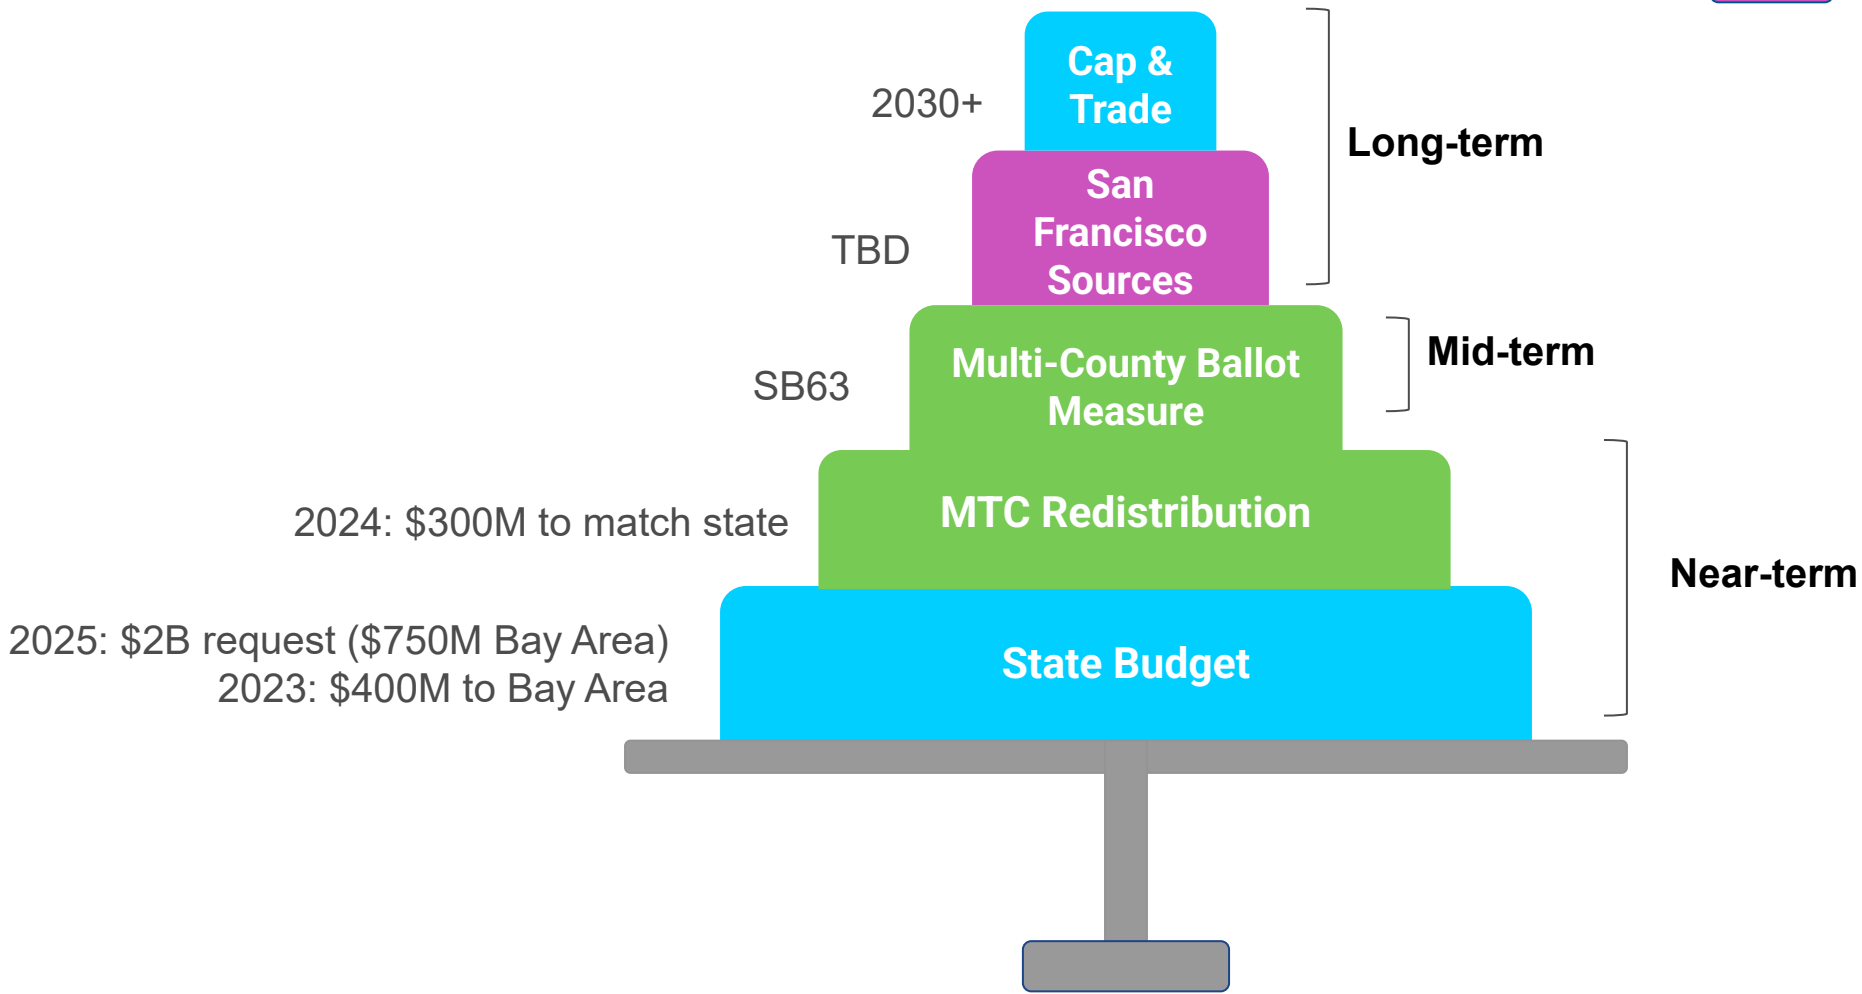 Cap &
Trade
2030+
Long-term
San
Francisco
Sources
TBD
Multi-County Ballot
Measure
SB63
Mid-term
MTC Redistribution
2024: $300M to match state
Near-term
State Budget
2025: $2B request ($750M Bay Area)
2023: $400M to Bay Area